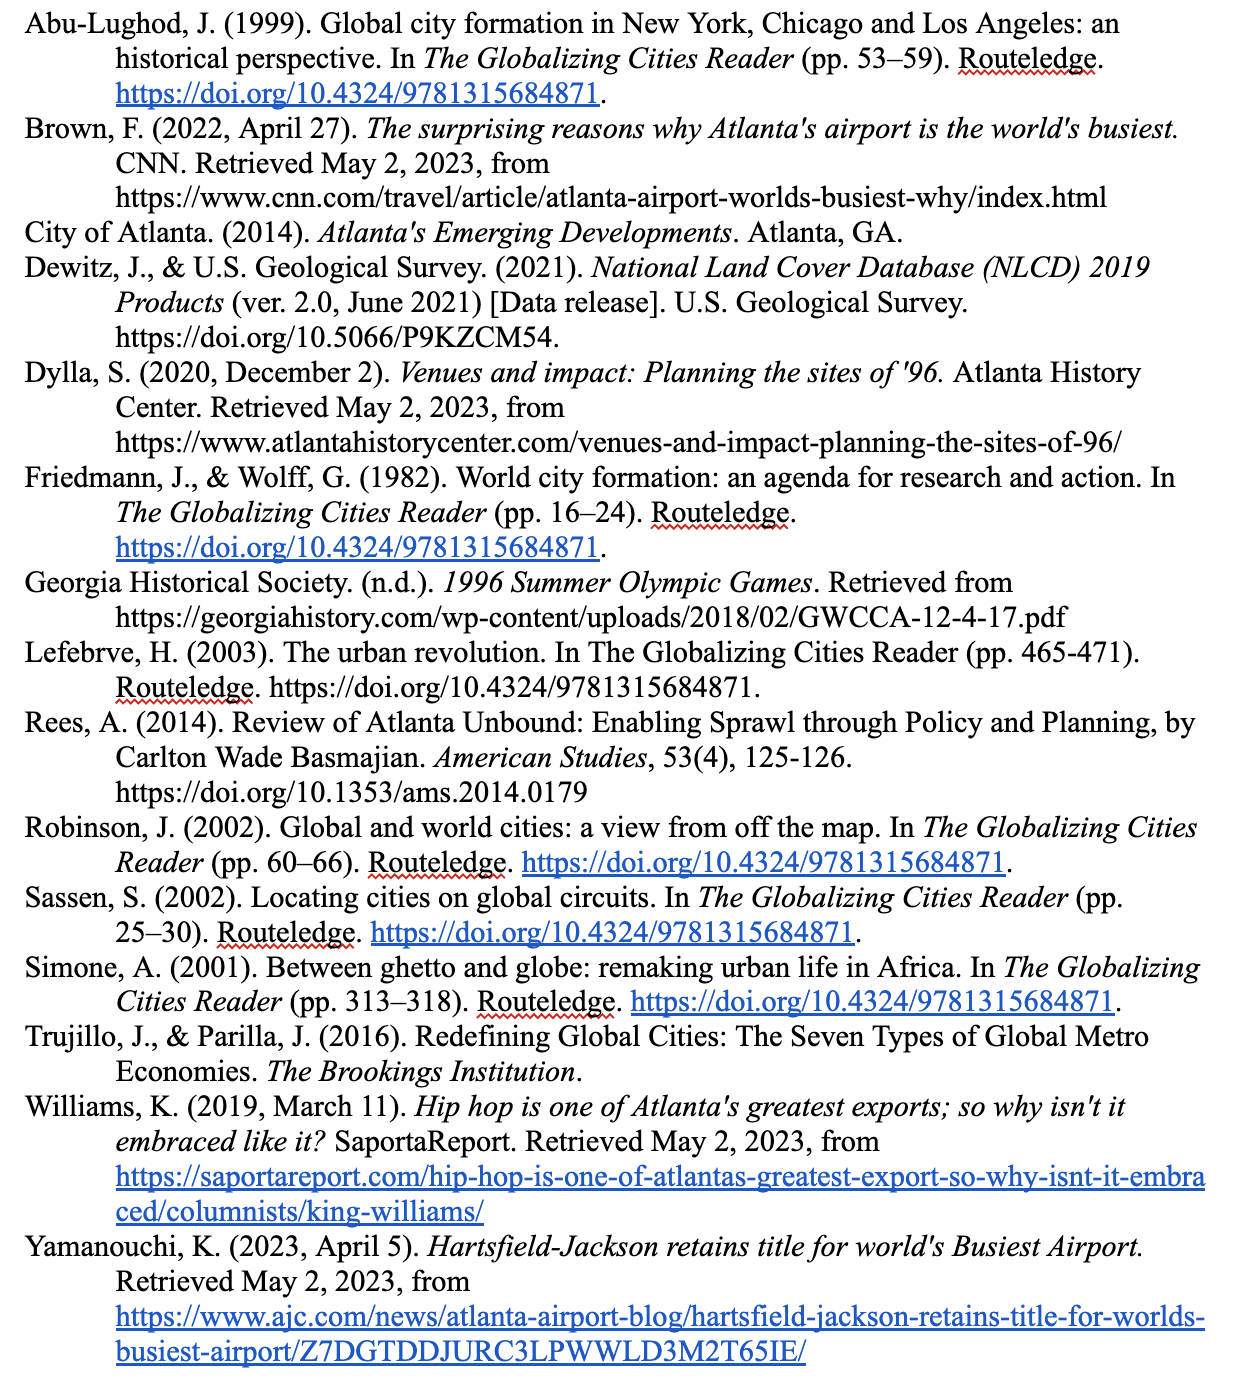 Abu-Lughod, J. (1999). Global city formation in New York, Chicago and Los Angeles: an
historical perspective. In The Globalizing Cities Reader (pp. 53–59). Routeledge.
https://doi.org/10.4324/9781315684871.
Brown, F. (2022, April 27). The surprising reasons why Atlanta's airport is the world's busiest.
CNN. Retrieved May 2, 2023, from
https://www.cnn.com/travel/article/atlanta-airport-worlds-busiest-why/index.html
City of Atlanta. (2014). Atlanta's Emerging Developments. Atlanta, GA.
Dewitz, J., & U.S. Geological Survey. (2021). National Land Cover Database (NLCD) 2019
Products (ver. 2.0, June 2021) [Data release]. U.S. Geological Survey.
https://doi.org/10.5066/P9KZCM54.
Dylla, S. (2020, December 2). Venues and impact: Planning the sites of '96. Atlanta History
Center. Retrieved May 2, 2023, from
https://www.atlantahistorycenter.com/venues-and-impact-planning-the-sites-of-96/
Friedmann, J., & Wolff, G. (1982). World city formation: an agenda for research and action. In
The Globalizing Cities Reader (pp. 16–24). Routeledge.
https://doi.org/10.4324/9781315684871.
Georgia Historical Society. (n.d.). 1996 Summer Olympic Games. Retrieved from
https://georgiahistory.com/wp-content/uploads/2018/02/GWCCA-12-4-17.pdf
Lefebrve, H. (2003). The urban revolution. In The Globalizing Cities Reader (pp. 465-471).
Routeledge. https://doi.org/10.4324/9781315684871.
Rees, A. (2014). Review of Atlanta Unbound: Enabling Sprawl through Policy and Planning, by
Carlton Wade Basmajian. American Studies, 53(4), 125-126.
https://doi.org/10.1353/ams.2014.0179
Robinson, J. (2002). Global and world cities: a view from off the map. In The Globalizing Cities
Reader (pp. 60–66). Routeledge. https://doi.org/10.4324/9781315684871.
Sassen, S. (2002). Locating cities on global circuits. In The Globalizing Cities Reader (pp.
25–30). Routeledge. https://doi.org/10.4324/9781315684871.
Simone, A. (2001). Between ghetto and globe: remaking urban life in Africa. In The Globalizing
Cities Reader (pp. 313–318). Routeledge. https://doi.org/10.4324/9781315684871.
Trujillo, J., & Parilla, J. (2016). Redefining Global Cities: The Seven Types of Global Metro
Economies. The Brookings Institution.
Williams, K. (2019, March 11). Hip hop is one of Atlanta's greatest exports; so why isn't it
embraced like it? SaportaReport. Retrieved May 2, 2023, from
https://saportareport.com/hip-hop-is-one-of-atlantas-greatest-export-so-why-isnt-it-embra
ced/columnists/king-williams/
Yamanouchi, K. (2023, April 5). Hartsfield-Jackson retains title for world's Busiest Airport.
Retrieved May 2, 2023, from
https://www.ajc.com/news/atlanta-airport-blog/hartsfield-jackson-retains-title-for-worlds-
busiest-airport/Z7DGTDDJURC3LPWWLD3M2T65IE/